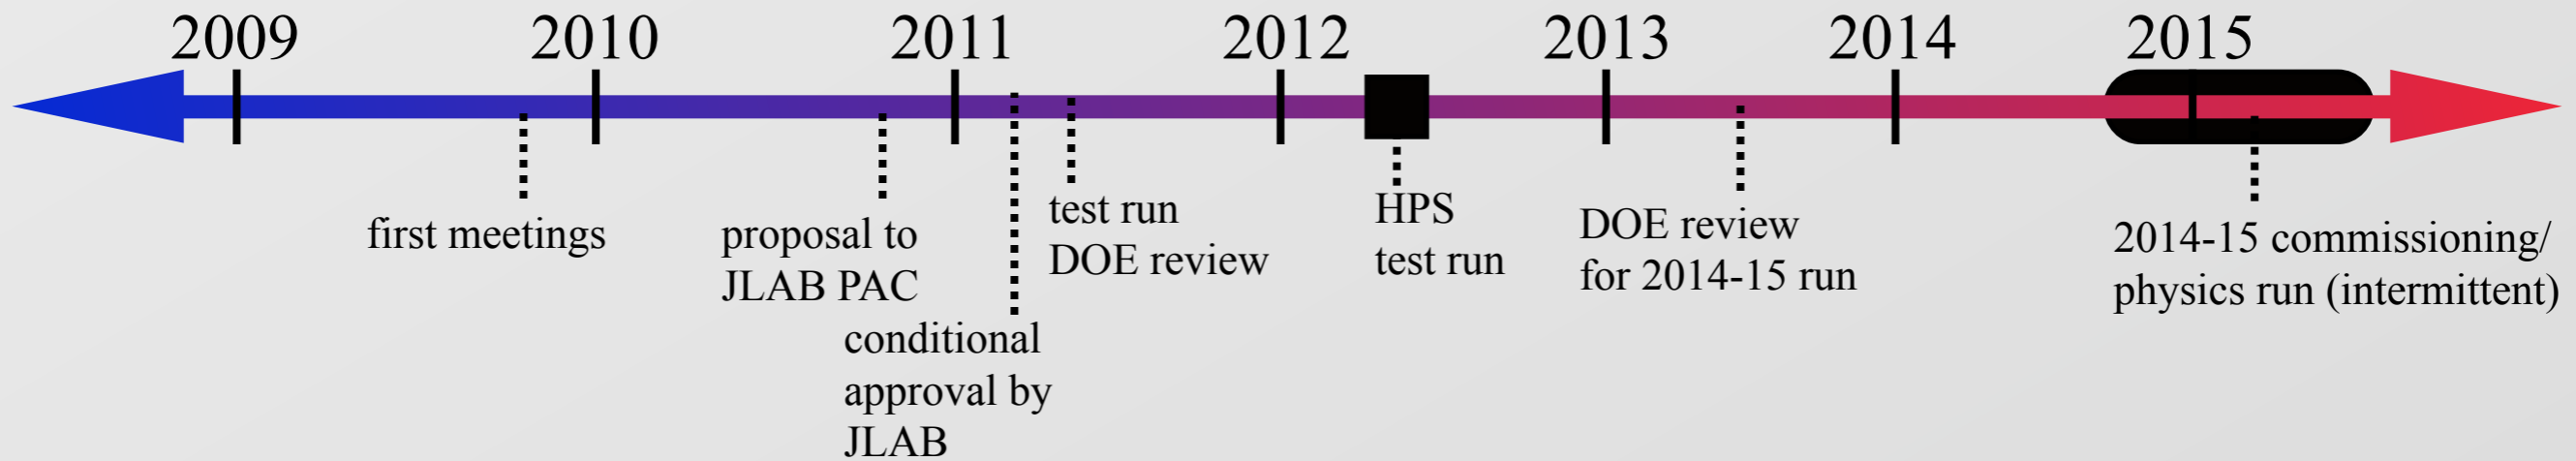 2009
2010
2011
2012
2013
2014
2015
first meetings
proposal to
JLAB PAC
conditional
approval by
JLAB
test run
DOE review
HPS
test run
DOE review
for 2014-15 run
2014-15 commissioning/
physics run (intermittent)